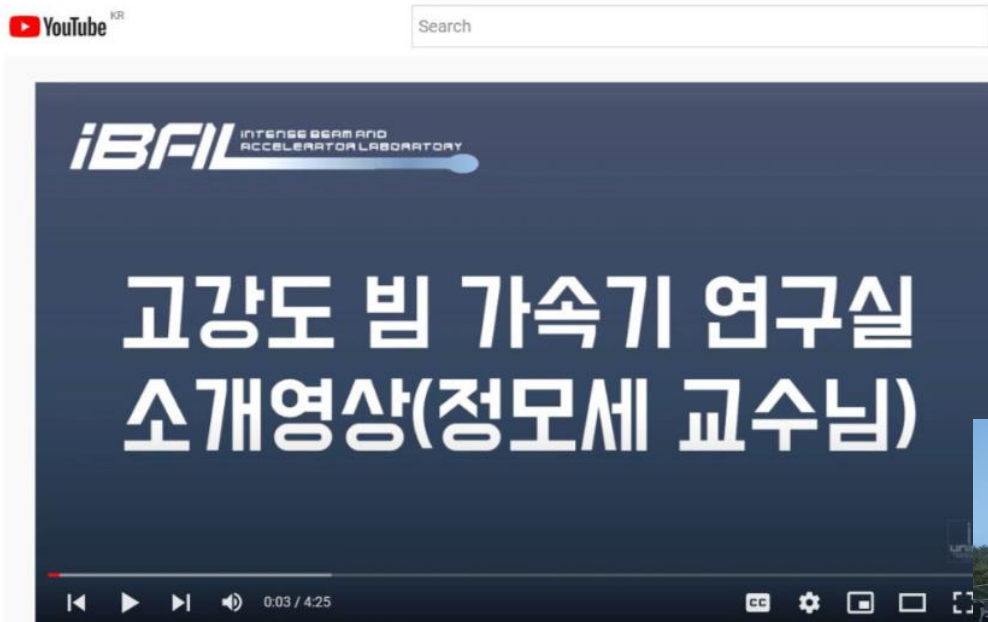 YouTube KR
Search
iBAL INTENSE BEAM AND
ACCELERATOR LABORATORY
고강도 빔 가속기 연구실
소개영상(정모세 교수님)
0:03 / 4:25
CC